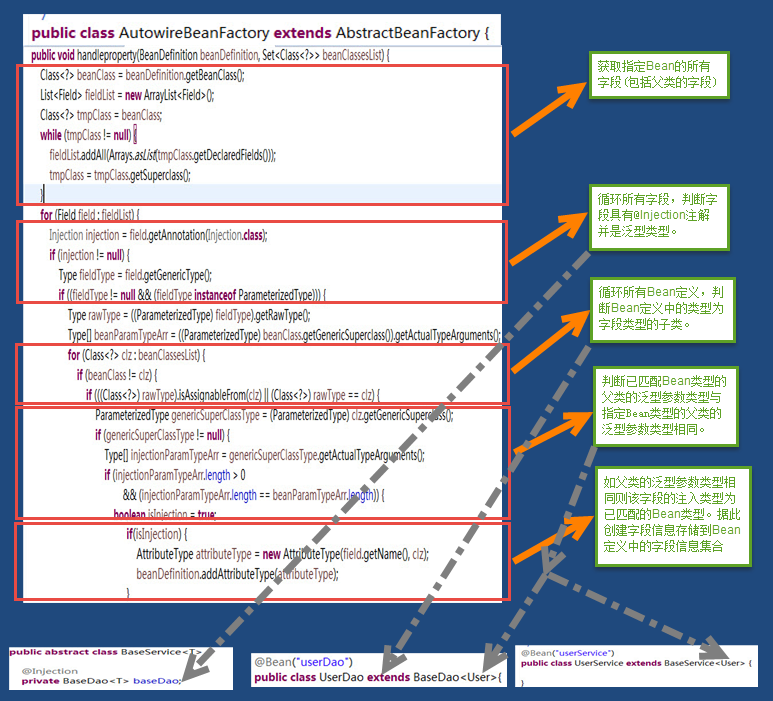 public class AutowireBeanFactory extends AbstractBeanFactory {
public void handleproperty(BeanDefinition beanDefinition, Set<Class<?>> beanClassesList) {
Class<?> beanClass = beanDefinition.getBeanClass();
List<Field> fieldList = new ArrayList<Field>();
Class<?> tmpClass = beanClass;
while (tmpClass != null) {
fieldList.addAll(Arrays.asList(tmpClass.getDeclaredFields()));
tmpClass = tmpClass.getSuperclass();
}
for (Field field : fieldList) {
Injection injection = field.getAnnotation(Injection.class);
if (injection != null) {
Type fieldType = field.getGenericType();
if ((fieldType != null && (fieldType instanceof ParameterizedType))) {
Type rawType = ((ParameterizedType) fieldType).getRawType();
Type[] beanParamTypeArr = ((ParameterizedType) beanClass.getGenericSuperclass()).getActualTypeArguments();
for (Class<?> clz : beanClassesList) {
if (beanClass != clz) {
if (((Class<?>) rawType).isAssignableFrom(clz) || (Class<?>) rawType == clz) {
ParameterizedType genericSuperClassType = (ParameterizedType) clz.getGenericSuperclass();
if (genericSuperClassType != null) {
Type[] injectionParamTypeArr = genericSuperClassType.getActualTypeArguments();
if (injectionParamTypeArr.length > 0
&& (injectionParamTypeArr.length == beanParamTypeArr.length)) {
boolean isInjection = true;
if(isInjection) {
AttributeType attributeType = new AttributeType(field.getName(), clz);
beanDefinition.addAttributeType(attributeType);
}
获取指定Bean的所有
字段(包括父类的字段)
循环所有字段，判断字
段具有@Injection注解
并是泛型类型。
循环所有Bean定义，判
断Bean定义中的类型为
字段类型的子类。
判断已匹配Bean类型的
父类的泛型参数类型与
指定Bean类型的父类的
泛型参数类型相同。
如父类的泛型参数类型相
同则该字段的注入类型为
已匹配的Bean类型。据此
创建字段信息存储到Bean
定义中的字段信息集合
public abstract class BaseService<T>
@Injection
private BaseDao<T> baseDao;
@Bean("userDao")
public class UserDao extends BaseDao<User>{
@Bean("userService")
public class UserService extends BaseService<User> {
}